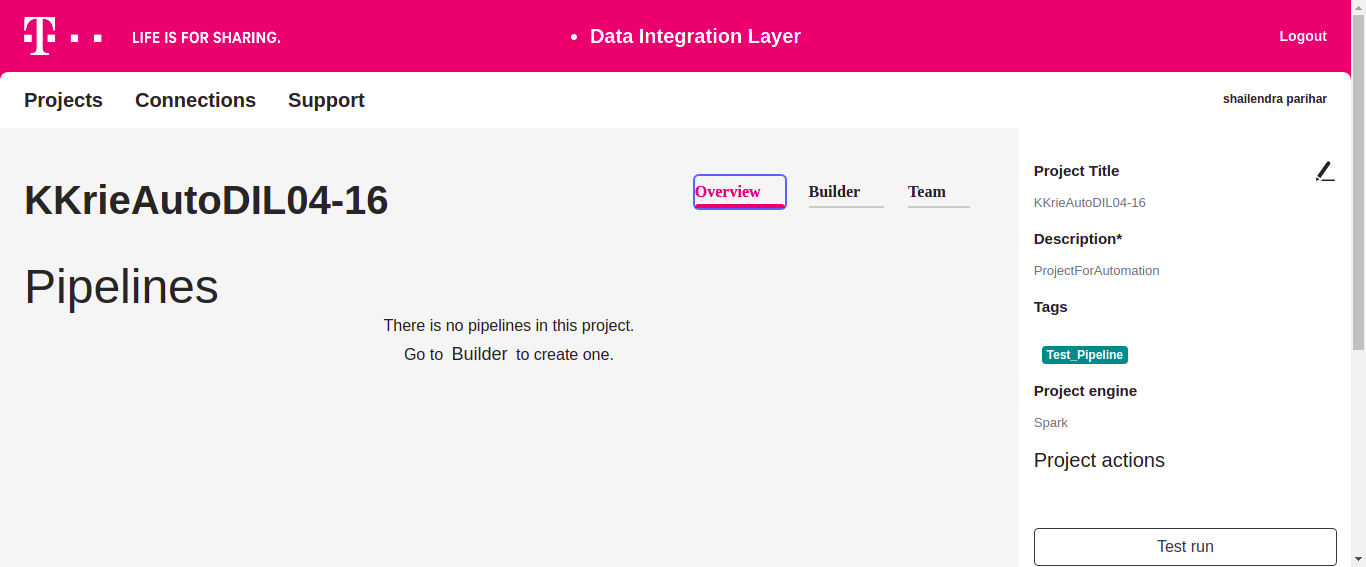 T LIFE IS FOR SHARING.
Data Integration Layer
Logout
Projects Connections Support
shailendra parihar
KKrieAutoDIL04-16
Overview Builder Team
Pipelines
There is no pipelines in this project.
Go to Builder to create one.
Project Title
KKrieAutoDIL04-16
Description*
ProjectForAutomation
Tags
Test_Pipeline
Project engine
Spark
Project actions
Test run